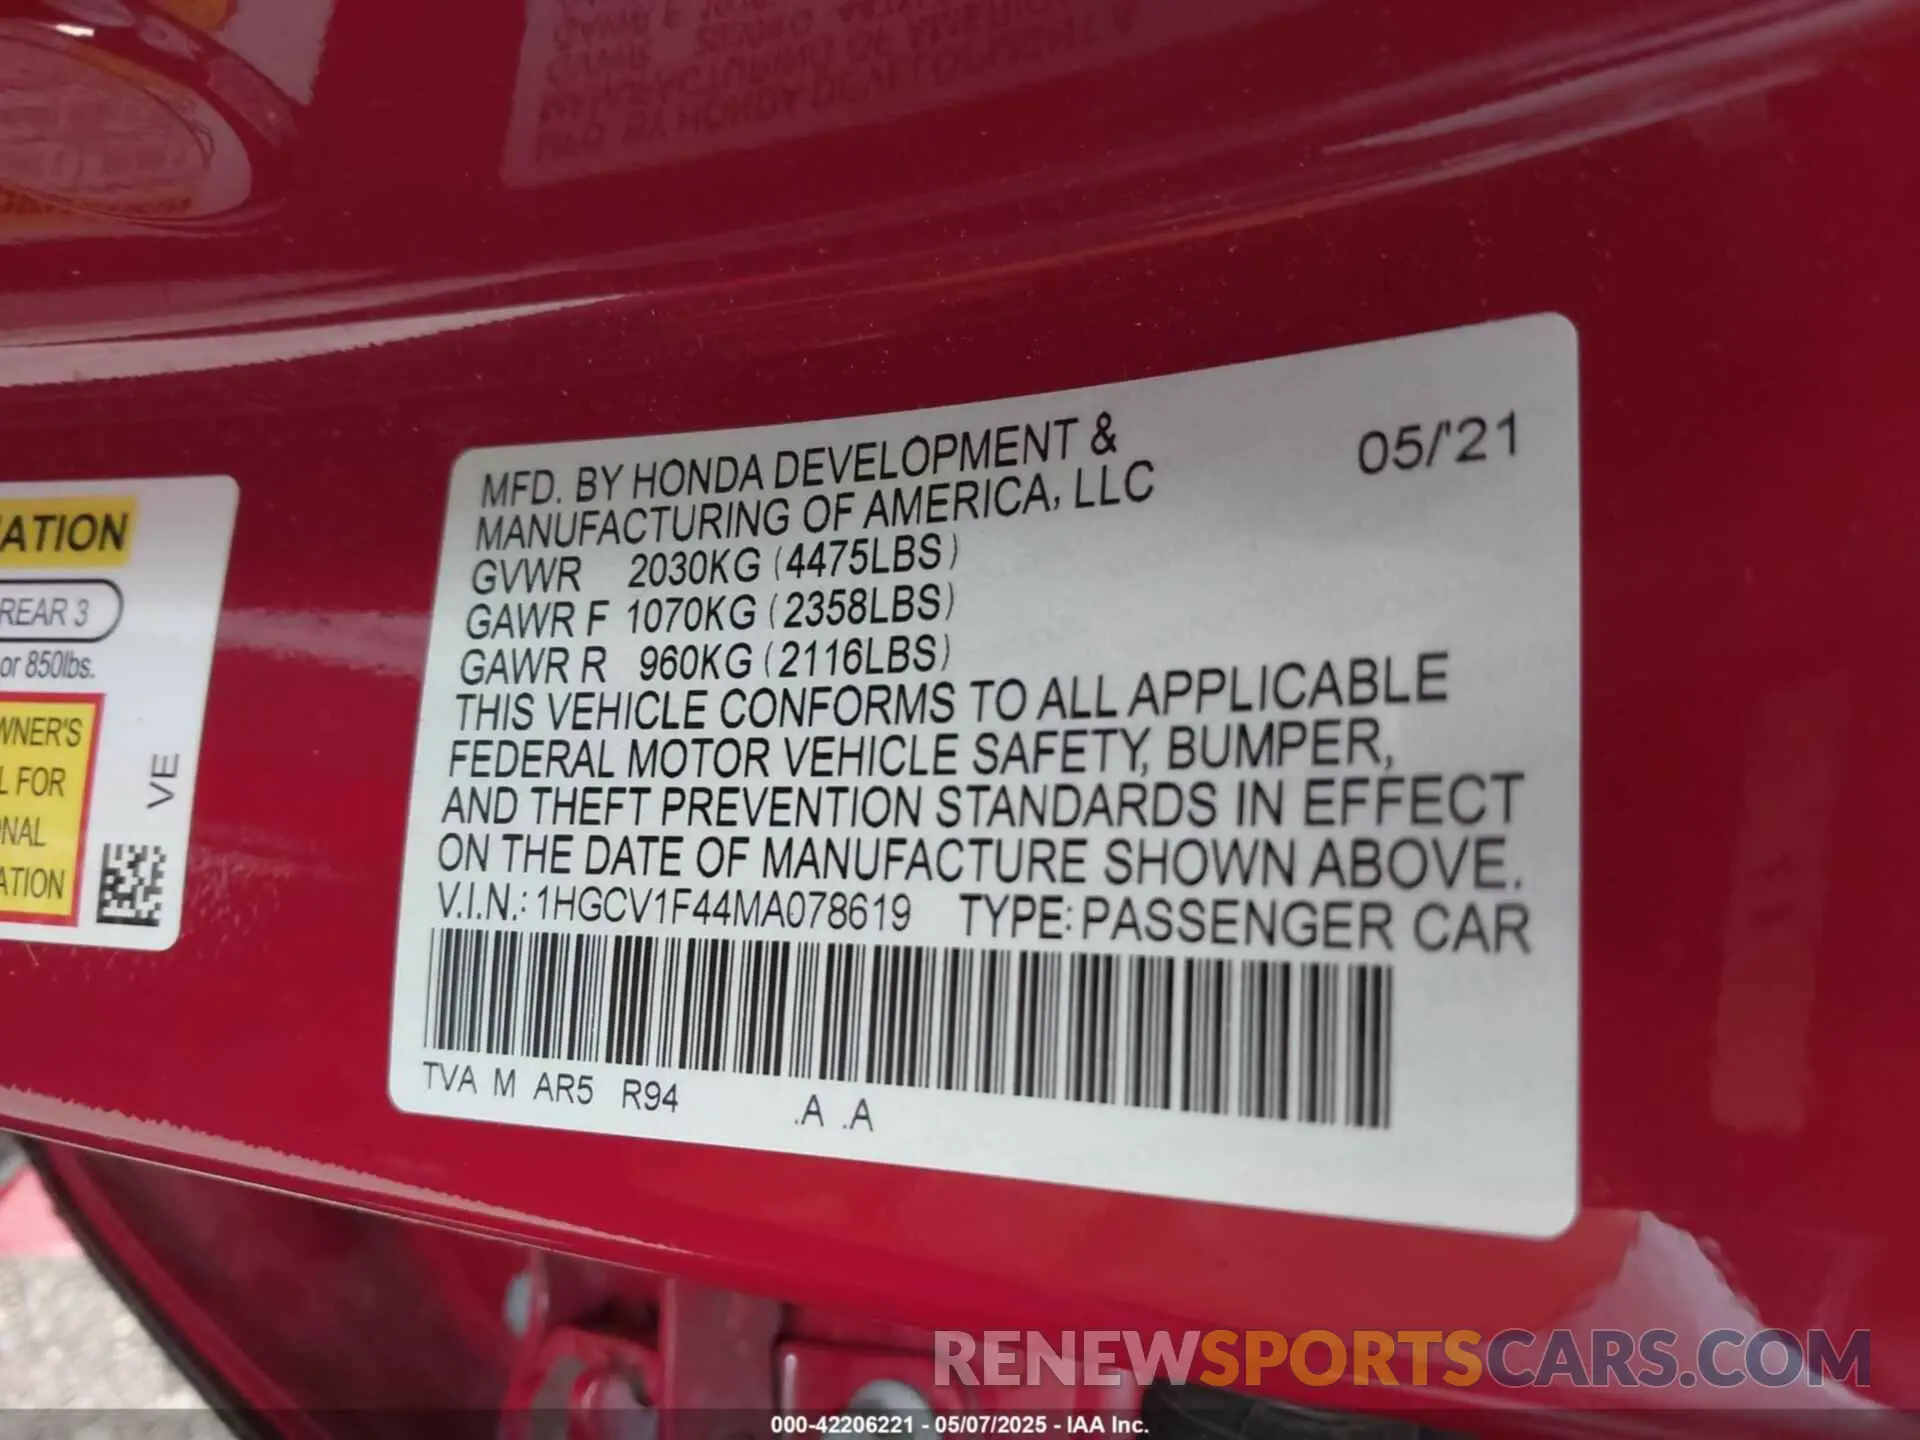 MFD. BY HONDA DEVELOPMENT & 05/'21
MANUFACTURING OF AMERICA, LLC
GVWR 2030KG (4475LBS)
GAWR F 1070KG (2358LBS)
GAWR R 960KG (2116LBS)
THIS VEHICLE CONFORMS TO ALL APPLICABLE
FEDERAL MOTOR VEHICLE SAFETY, BUMPER,
AND THEFT PREVENTION STANDARDS IN EFFECT
ON THE DATE OF MANUFACTURE SHOWN ABOVE.
V.I.N.: 1HGCV1F44MA078619 TYPE: PASSENGER CAR
TVA M AR5 R94 .A .A
ATION
REAR 3
or 850lbs.
WNER'S
L FOR
NAL
ATION
VE
RENEWSPORTSCARS.COM
000-42206221 - 05/07/2025 - IAA Inc.